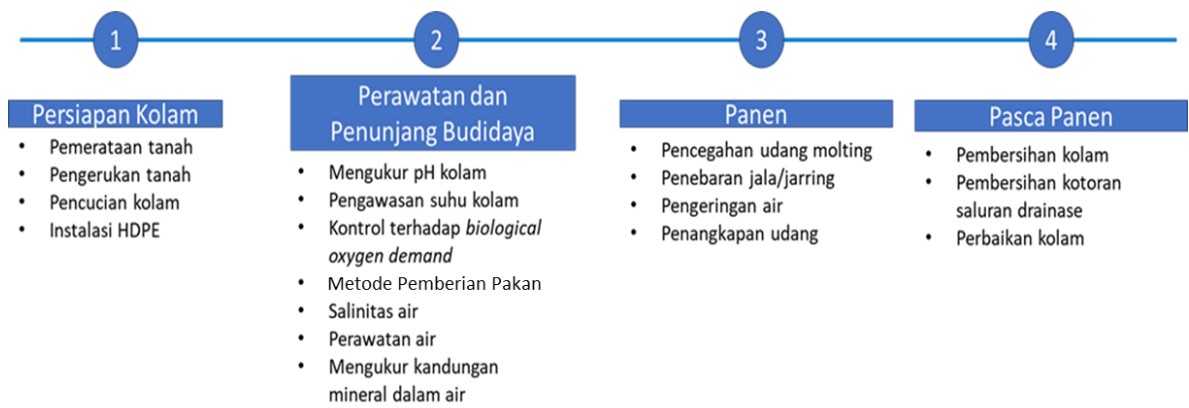 1
Persiapan Kolam
• Pemerataan tanah
• Pengerukan tanah
• Pencucian kolam
• Instalasi HDPE
2
Perawatan dan
Penunjang Budidaya
• Mengukur pH kolam
• Pengawasan suhu kolam
• Kontrol terhadap biological
oxygen demand
• Metode Pemberian Pakan
• Salinitas air
• Perawatan air
• Mengukur kandungan
mineral dalam air
3
Panen
• Pencegahan udang molting
• Penebaran jala/jarring
• Pengeringan air
• Penangkapan udang
4
Pasca Panen
• Pembersihan kolam
• Pembersihan kotoran
saluran drainase
• Perbaikan kolam